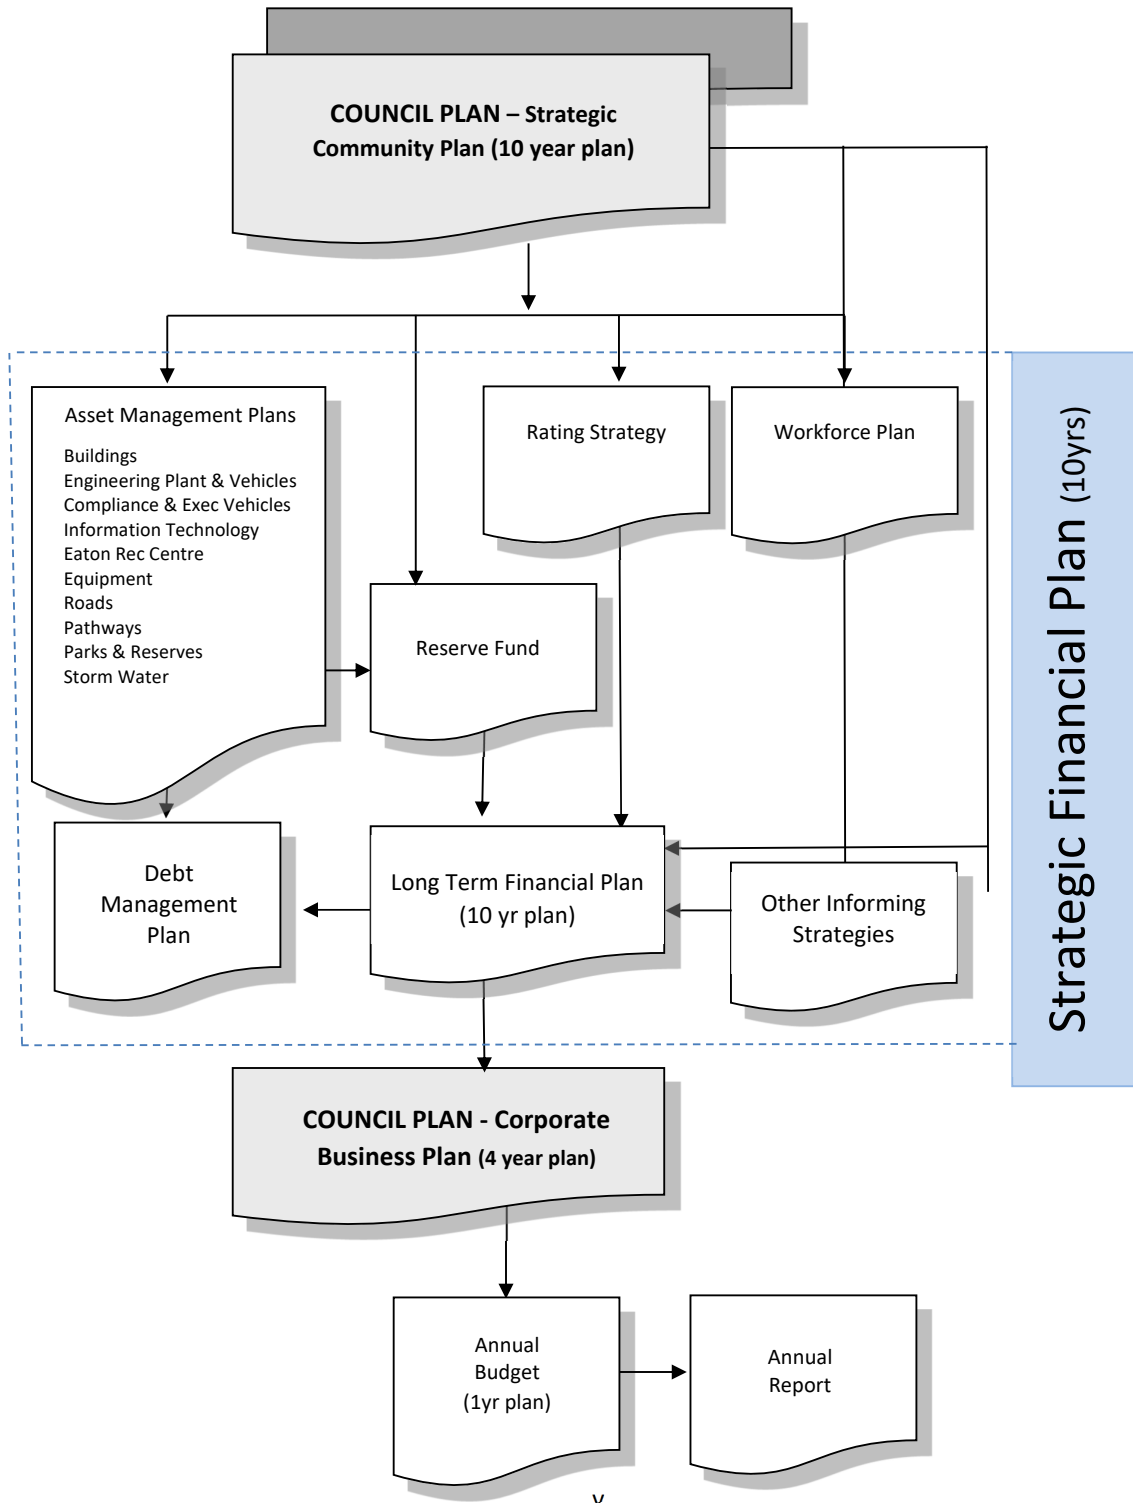 COUNCIL PLAN – Strategic
Community Plan (10 year plan)
Asset Management Plans
Buildings
Engineering Plant & Vehicles
Compliance & Exec Vehicles
Information Technology
Eaton Rec Centre
Equipment
Roads
Pathways
Parks & Reserves
Storm Water
Rating Strategy
Workforce Plan
Reserve Fund
Strategic Financial Plan (10yrs)
Debt
Management
Plan
Long Term Financial Plan
(10 yr plan)
Other Informing
Strategies
COUNCIL PLAN - Corporate
Business Plan (4 year plan)
Annual
Budget
(1yr plan)
Annual
Report
v